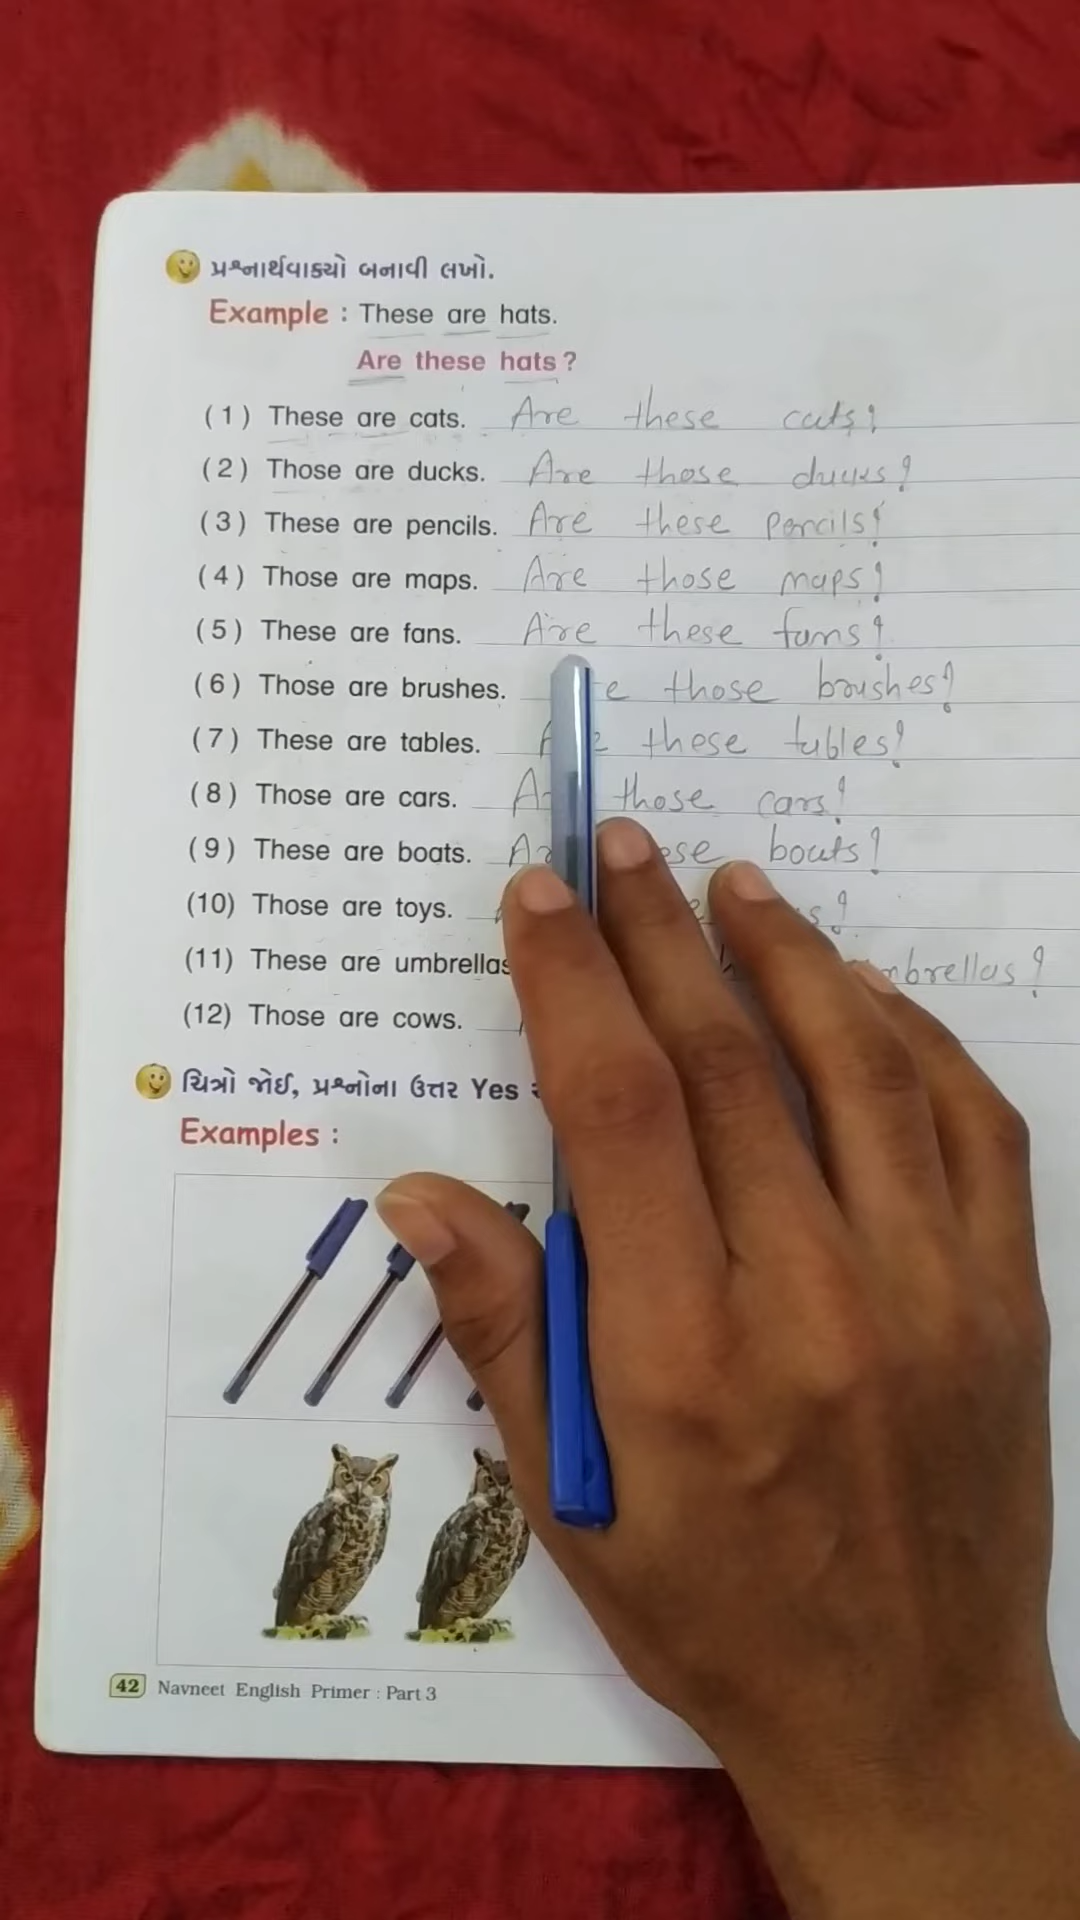 પ્રશ્નાર્થવાક્યો બનાવી લખો.
Example : These are hats.
Are these hats ?
(1) These are cats. Are these cats?
(2) Those are ducks. Are those ducks?
(3) These are pencils. Are these pencils?
(4) Those are maps. Are those maps?
(5) These are fans. Are these fans?
(6) Those are brushes. those brushes?
(7) These are tables. these tables?
(8) Those are cars. those cars?
(9) These are boats. boats?
(10) Those are toys.
(11) These are umbrellas
(12) Those are cows.
ચિત્રો જોઈ, પ્રશ્નોના ઉત્તર Yes
Examples :
42 Navneet English Primer : Part 3